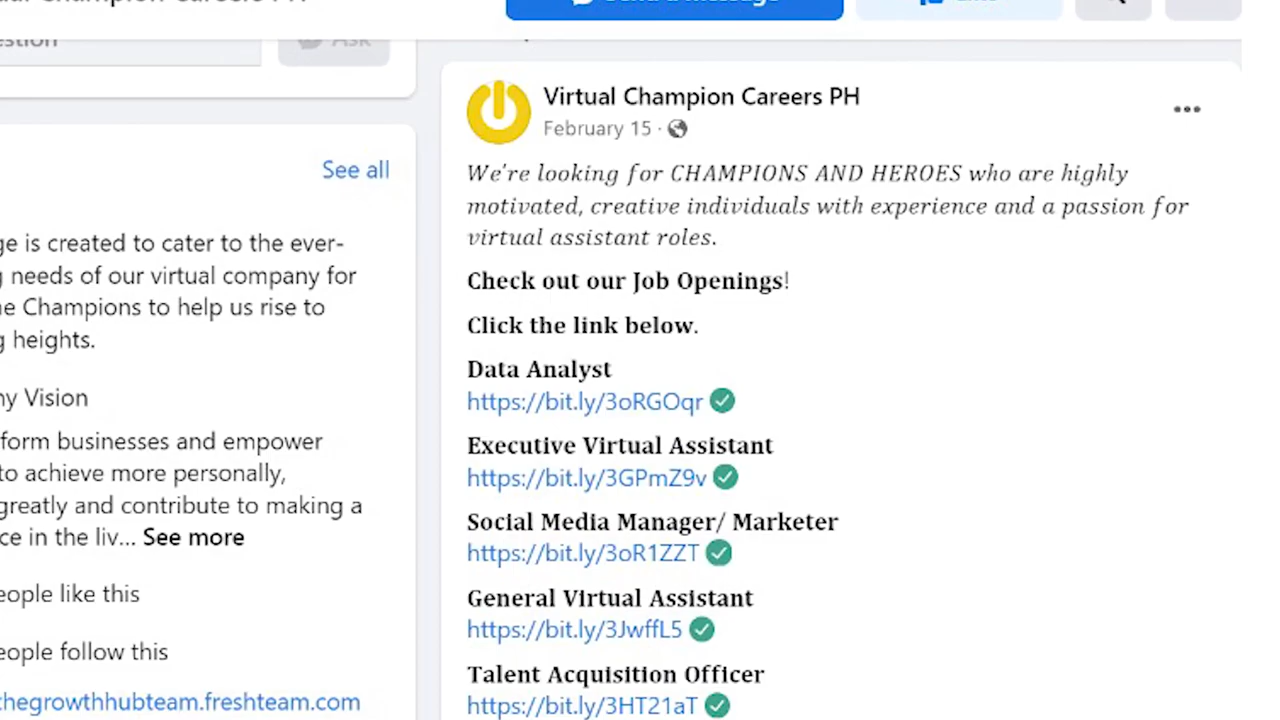 See all
ge is created to cater to the ever-
g needs of our virtual company for
e Champions to help us rise to
g heights.
y Vision
form businesses and empower
to achieve more personally,
greatly and contribute to making a
ce in the liv... See more
eople like this
eople follow this
thegrowthhubteam.freshteam.com
Virtual Champion Careers PH
February 15 ·
We're looking for CHAMPIONS AND HEROES who are highly
motivated, creative individuals with experience and a passion for
virtual assistant roles.
Check out our Job Openings!
Click the link below.
Data Analyst
https://bit.ly/3oRGOqr
Executive Virtual Assistant
https://bit.ly/3GPmZ9v
Social Media Manager/ Marketer
https://bit.ly/3oR1ZZT
General Virtual Assistant
https://bit.ly/3JwffL5
Talent Acquisition Officer
https://bit.ly/3HT21aT